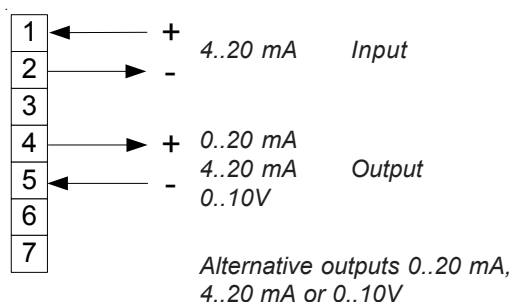 1 +
4..20 mA Input
2 -
3
4 + 0..20 mA
4..20 mA Output
5 -
0..10V
6
7
Alternative outputs 0..20 mA,
4..20 mA or 0..10V